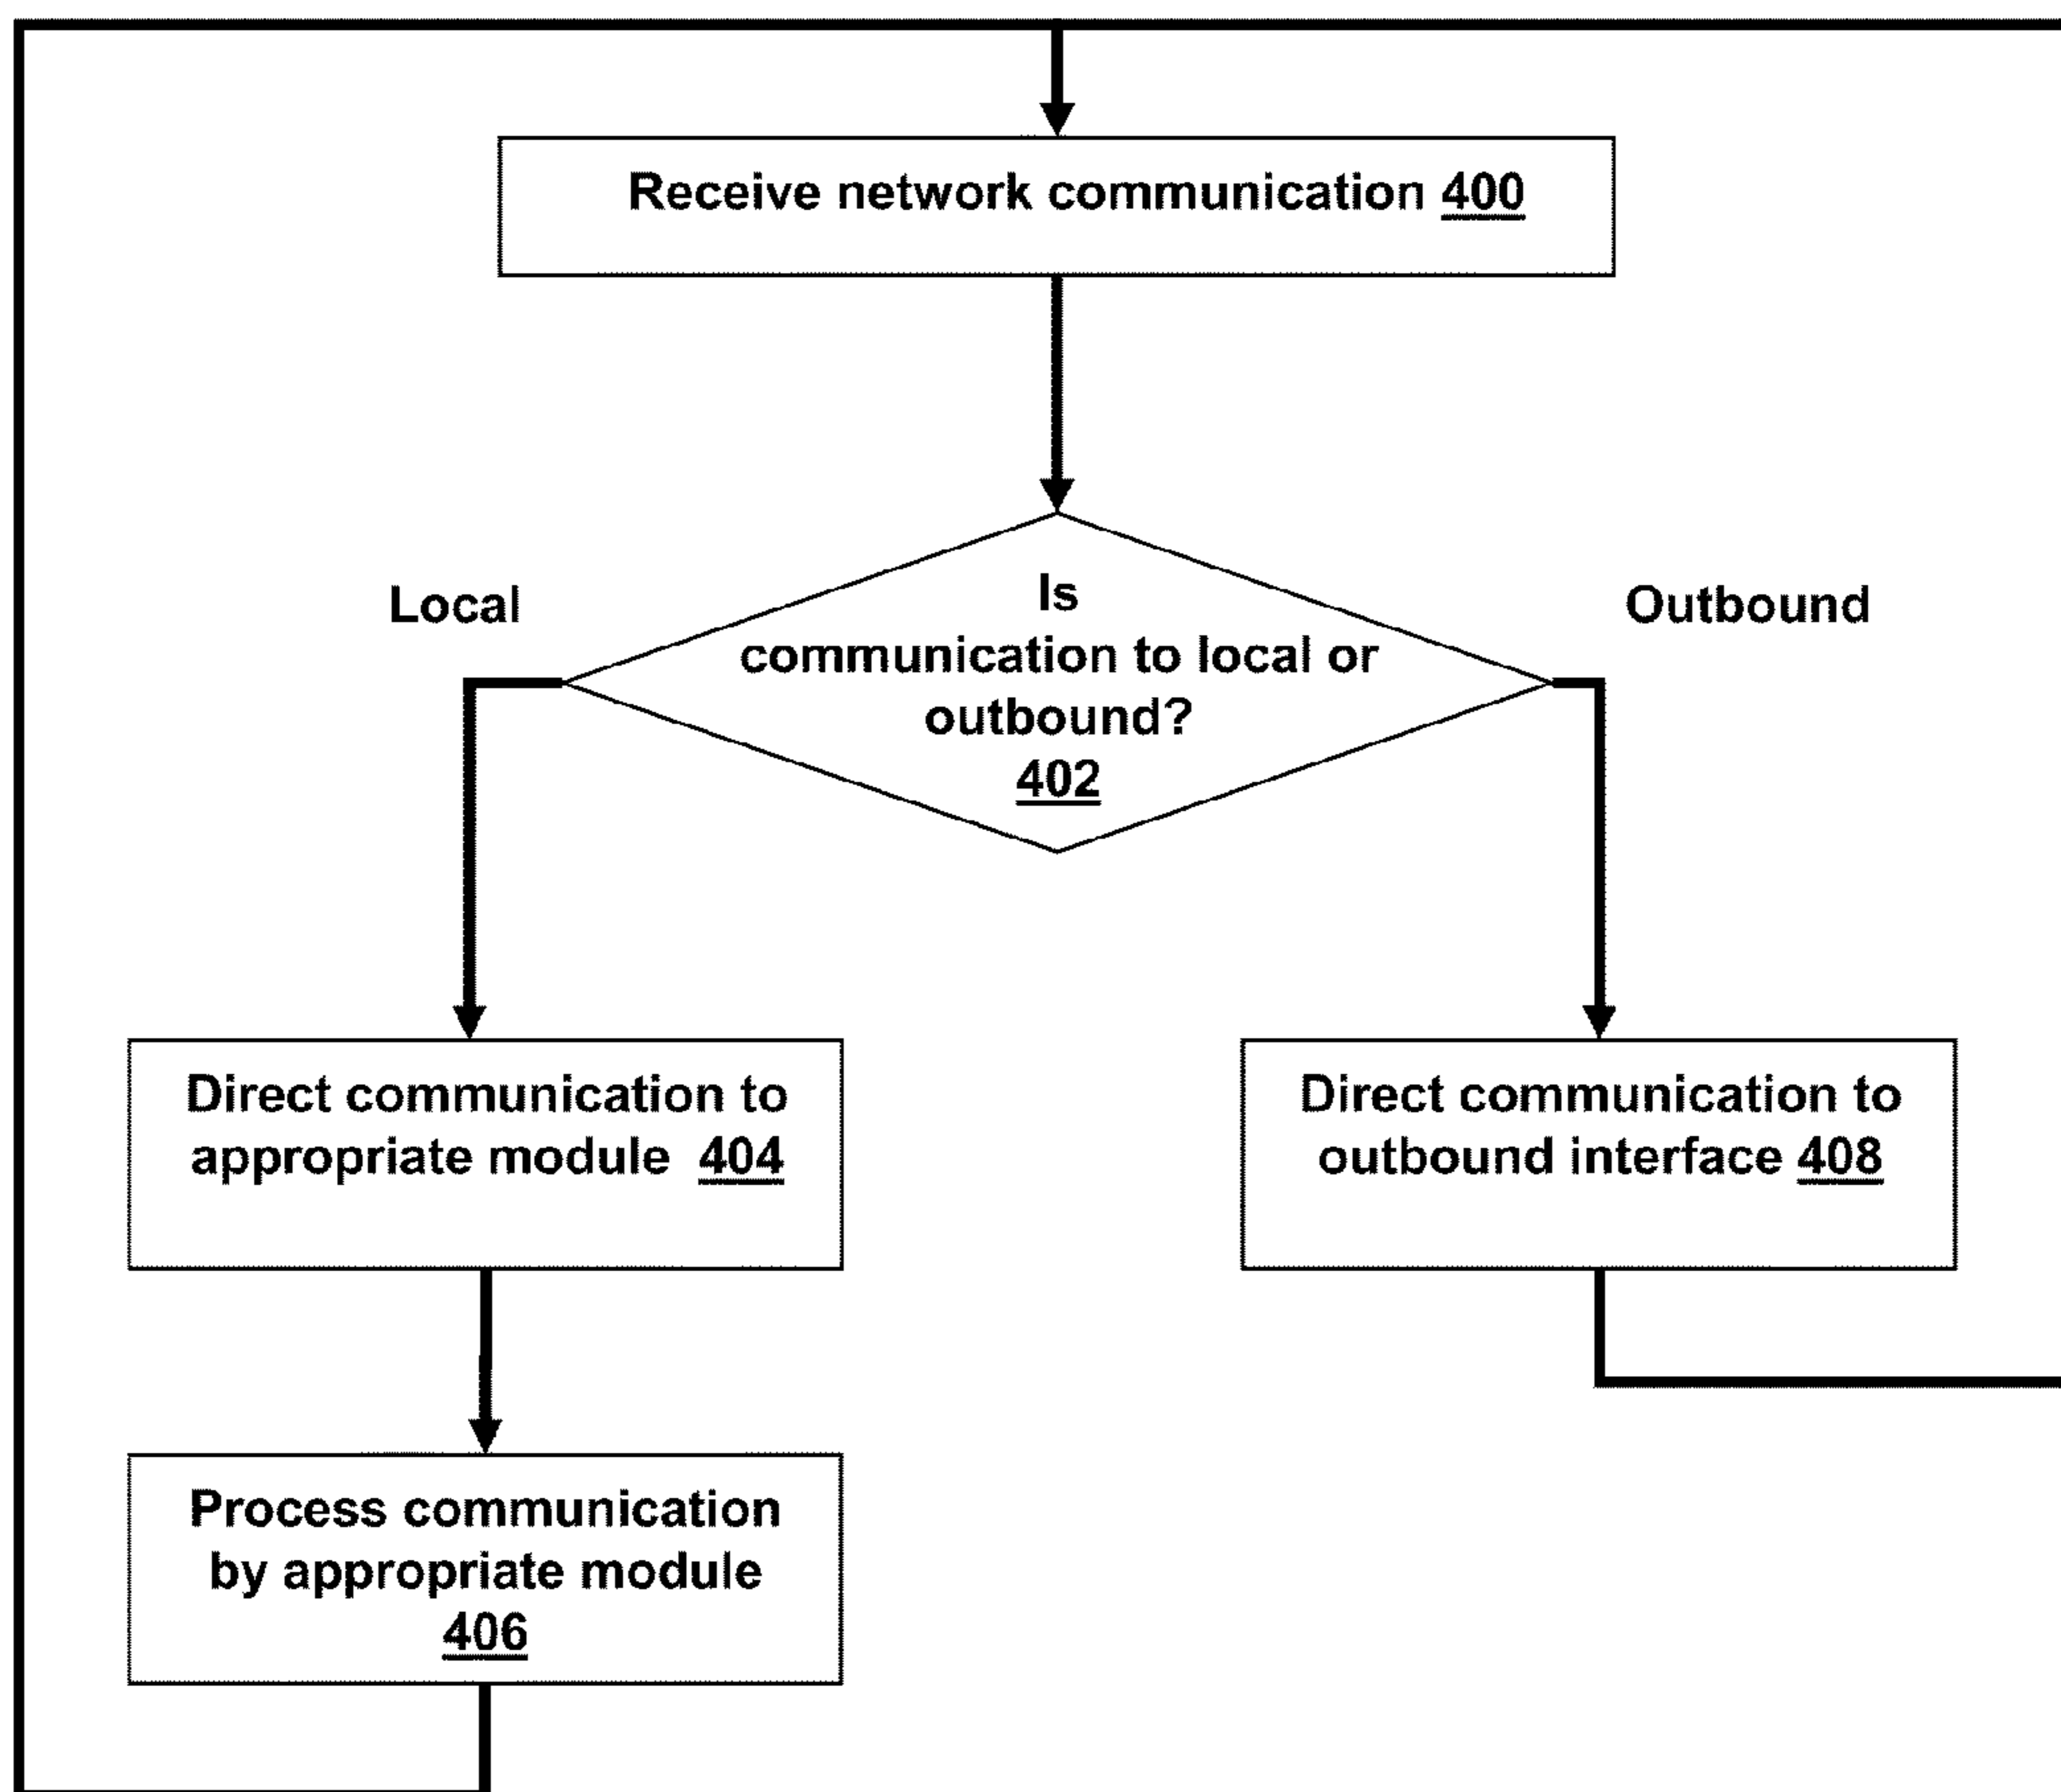 Receive network communication 400
Local
Is
communication to local or
outbound?
402
Outbound
Direct communication to
appropriate module 404
Direct communication to
outbound interface 408
Process communication
by appropriate module
406